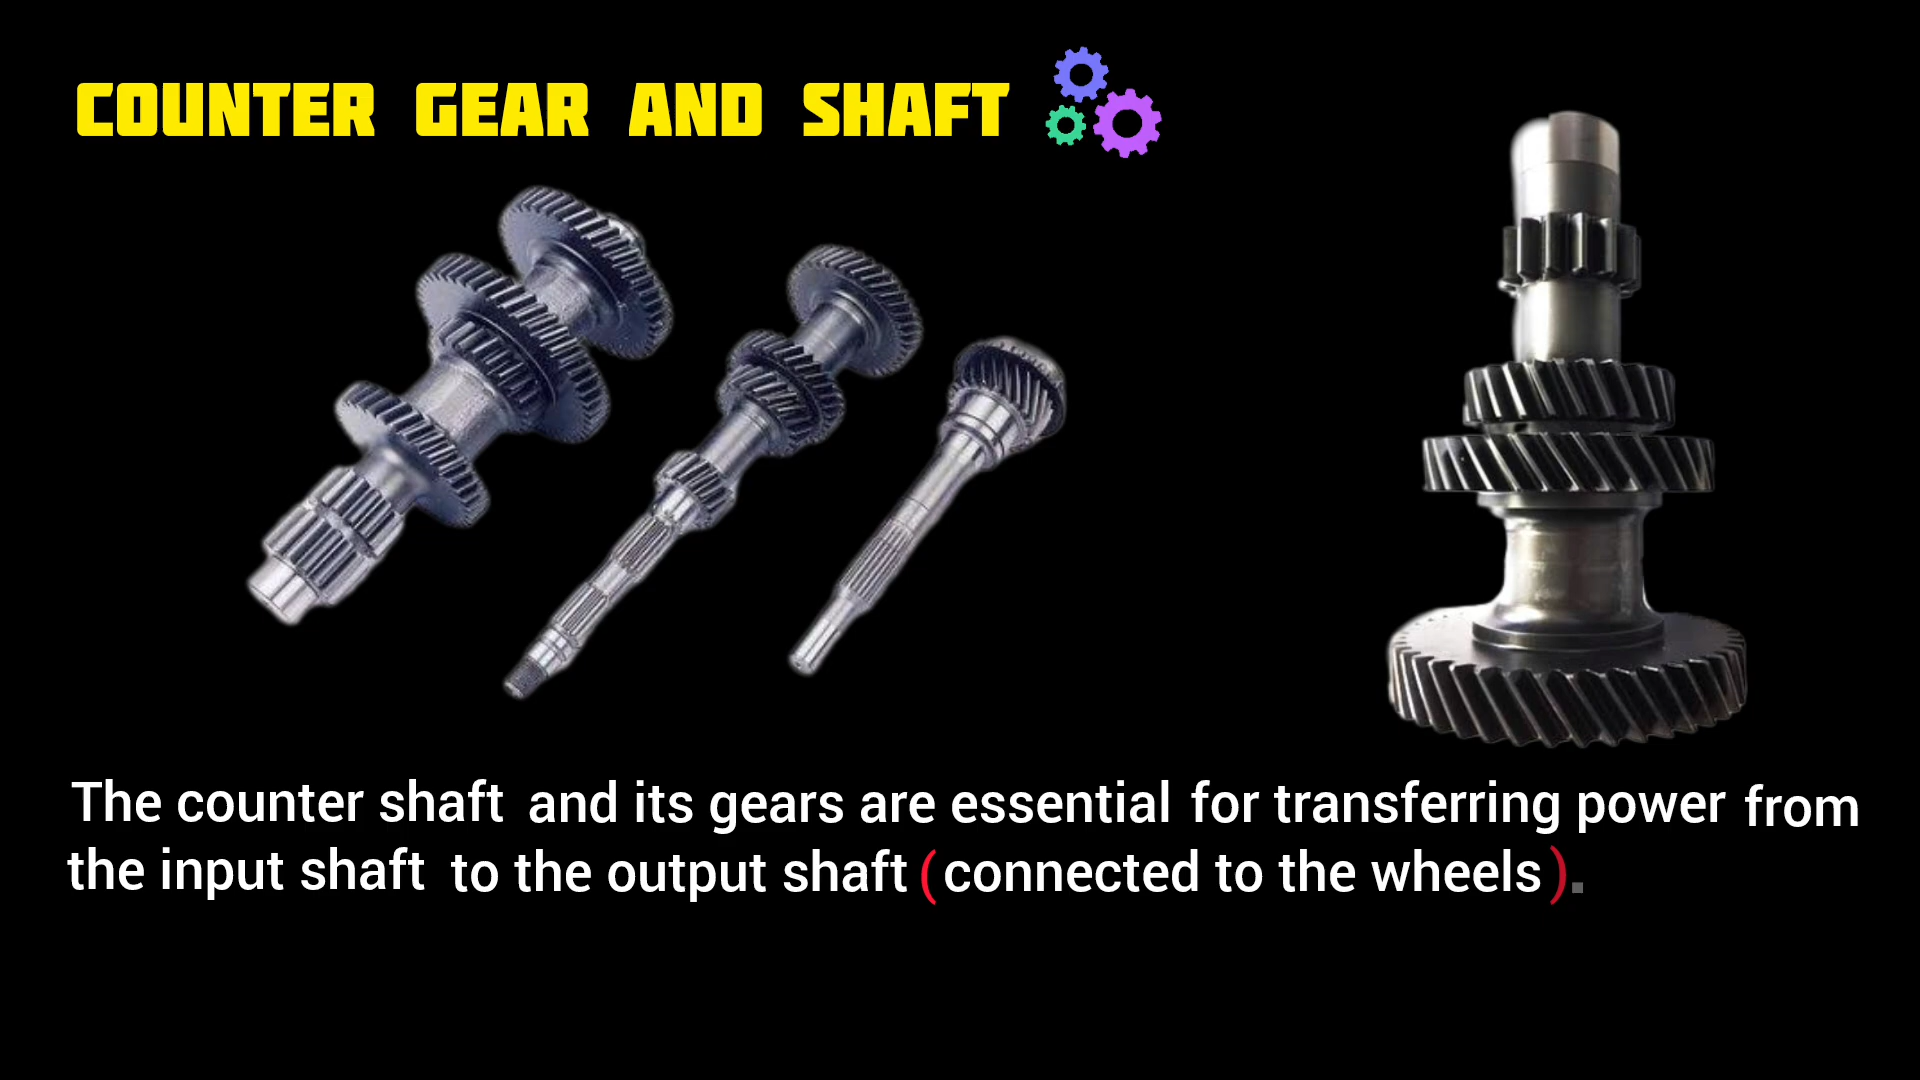 COUNTER GEAR AND SHAFT
The counter shaft and its gears are essential for transferring power from
the input shaft to the output shaft (connected to the wheels).